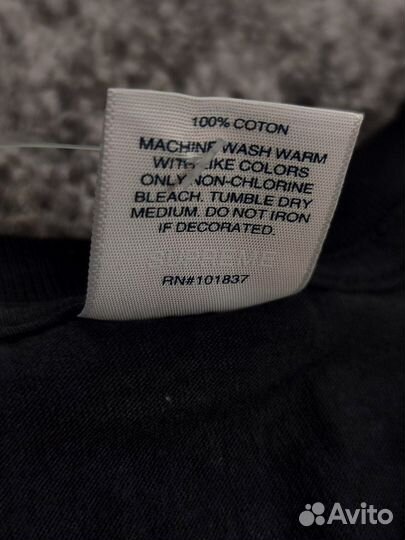 100% COTON
MACHINE WASH WARM
WITH LIKE COLORS
ONLY NON-CHLORINE
BLEACH. TUMBLE DRY
MEDIUM. DO NOT IRON
IF DECORATED.
SUPREME
RN#101837
Avito